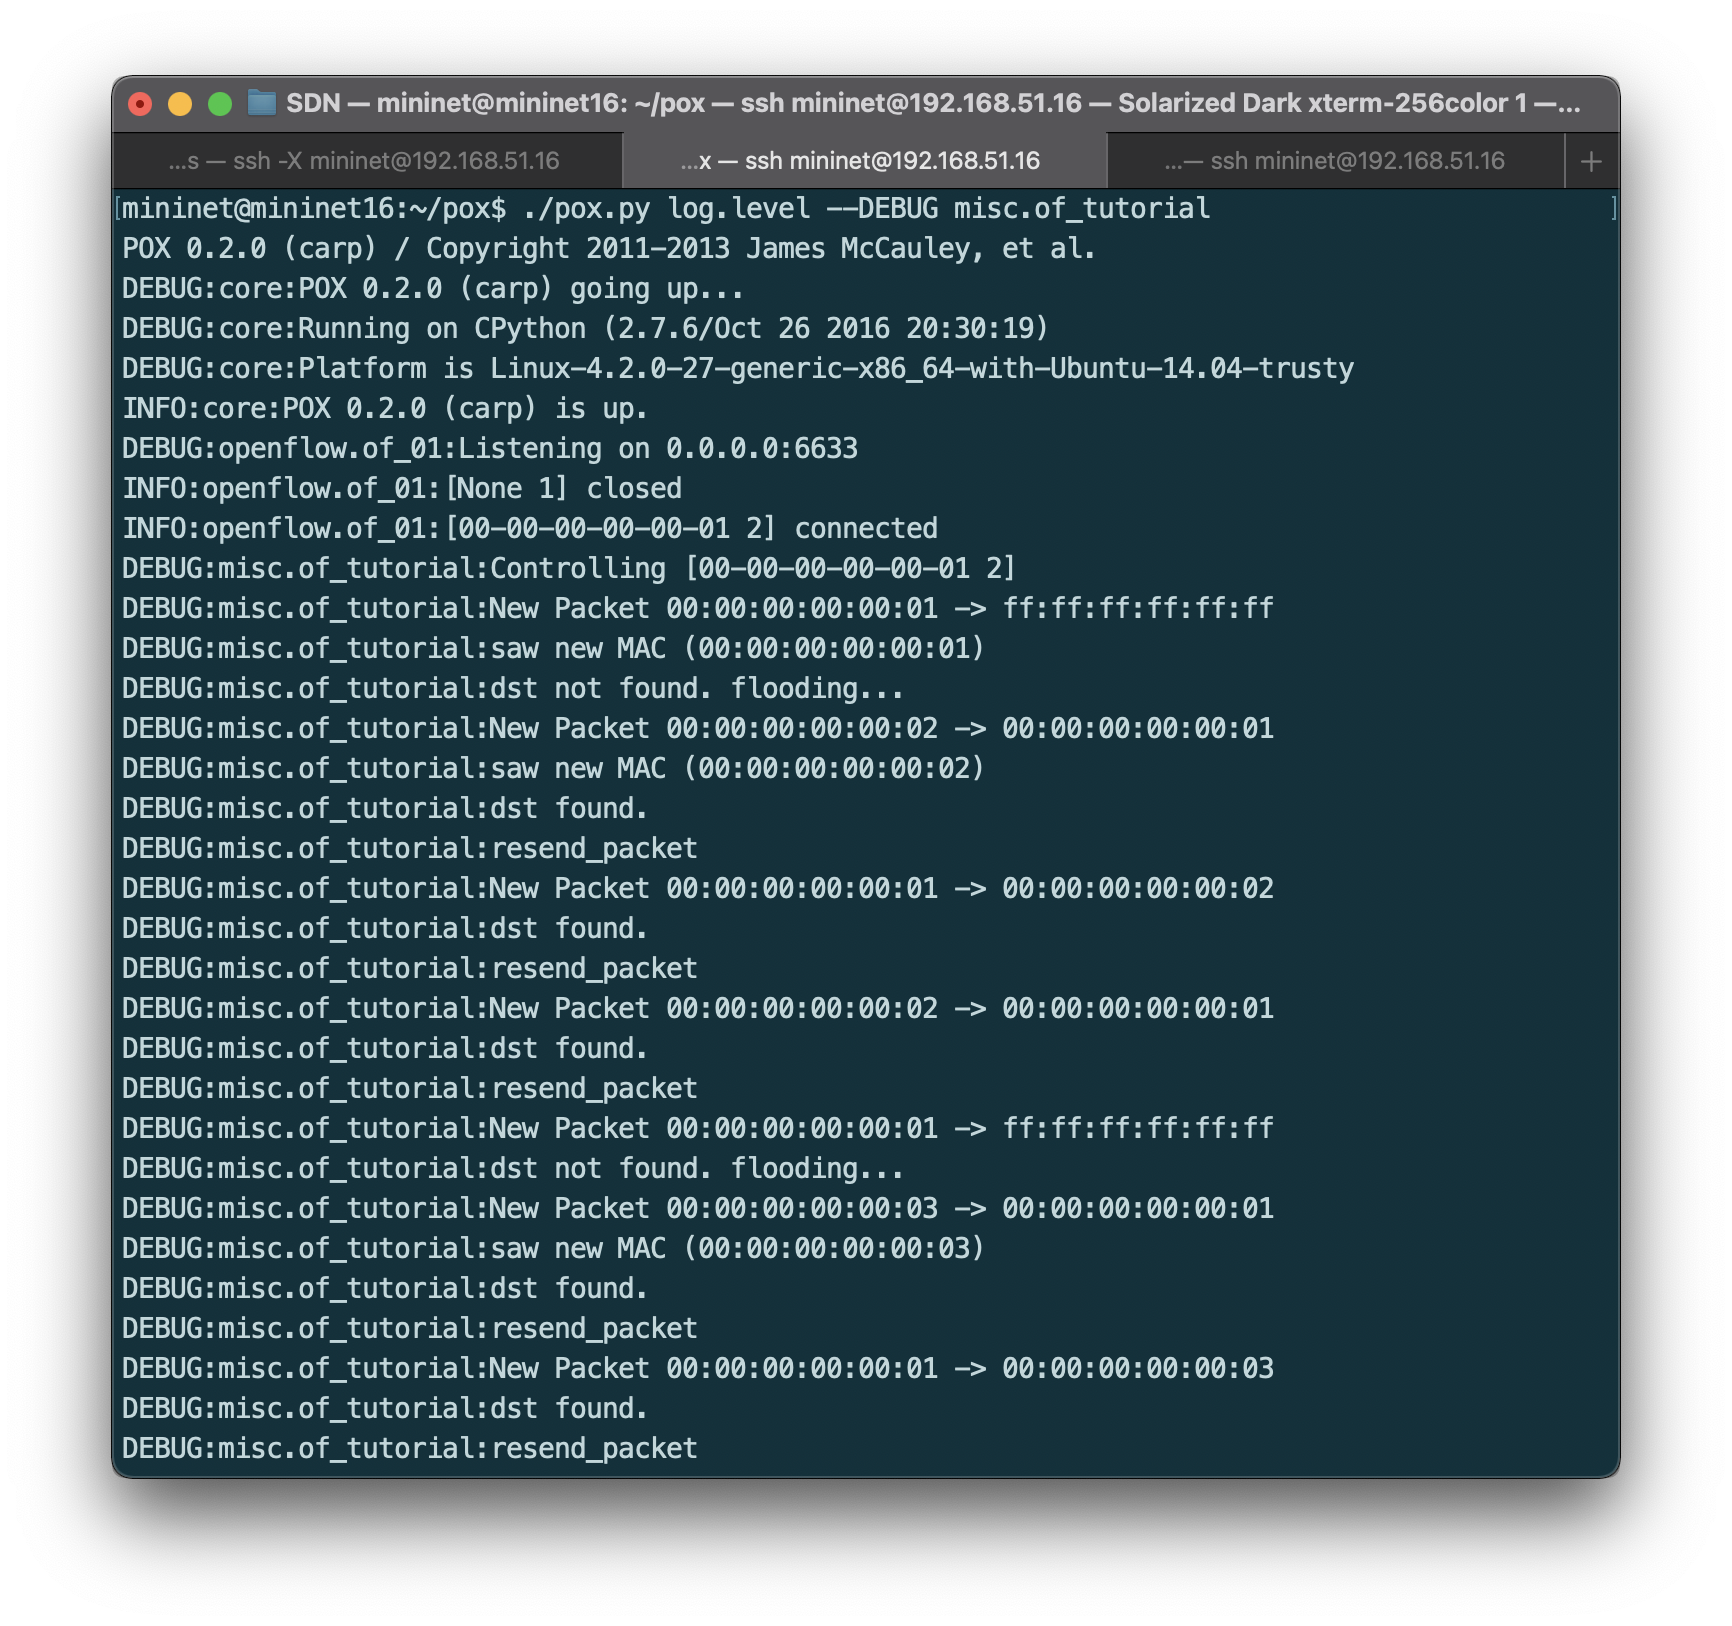 SDN — mininet@mininet16: ~/pox — ssh mininet@192.168.51.16 — Solarized Dark xterm-256color 1 —...
...s — ssh -X mininet@192.168.51.16
...x — ssh mininet@192.168.51.16
...— ssh mininet@192.168.51.16
+
[mininet@mininet16:~/pox$ ./pox.py log.level --DEBUG misc.of_tutorial ]
POX 0.2.0 (carp) / Copyright 2011-2013 James McCauley, et al.
DEBUG:core:POX 0.2.0 (carp) going up...
DEBUG:core:Running on CPython (2.7.6/Oct 26 2016 20:30:19)
DEBUG:core:Platform is Linux-4.2.0-27-generic-x86_64-with-Ubuntu-14.04-trusty
INFO:core:POX 0.2.0 (carp) is up.
DEBUG:openflow.of_01:Listening on 0.0.0.0:6633
INFO:openflow.of_01:[None 1] closed
INFO:openflow.of_01:[00-00-00-00-00-01 2] connected
DEBUG:misc.of_tutorial:Controlling [00-00-00-00-00-01 2]
DEBUG:misc.of_tutorial:New Packet 00:00:00:00:00:01 -> ff:ff:ff:ff:ff:ff
DEBUG:misc.of_tutorial:saw new MAC (00:00:00:00:00:01)
DEBUG:misc.of_tutorial:dst not found. flooding...
DEBUG:misc.of_tutorial:New Packet 00:00:00:00:00:02 -> 00:00:00:00:00:01
DEBUG:misc.of_tutorial:saw new MAC (00:00:00:00:00:02)
DEBUG:misc.of_tutorial:dst found.
DEBUG:misc.of_tutorial:resend_packet
DEBUG:misc.of_tutorial:New Packet 00:00:00:00:00:01 -> 00:00:00:00:00:02
DEBUG:misc.of_tutorial:dst found.
DEBUG:misc.of_tutorial:resend_packet
DEBUG:misc.of_tutorial:New Packet 00:00:00:00:00:02 -> 00:00:00:00:00:01
DEBUG:misc.of_tutorial:dst found.
DEBUG:misc.of_tutorial:resend_packet
DEBUG:misc.of_tutorial:New Packet 00:00:00:00:00:01 -> ff:ff:ff:ff:ff:ff
DEBUG:misc.of_tutorial:dst not found. flooding...
DEBUG:misc.of_tutorial:New Packet 00:00:00:00:00:03 -> 00:00:00:00:00:01
DEBUG:misc.of_tutorial:saw new MAC (00:00:00:00:00:03)
DEBUG:misc.of_tutorial:dst found.
DEBUG:misc.of_tutorial:resend_packet
DEBUG:misc.of_tutorial:New Packet 00:00:00:00:00:01 -> 00:00:00:00:00:03
DEBUG:misc.of_tutorial:dst found.
DEBUG:misc.of_tutorial:resend_packet